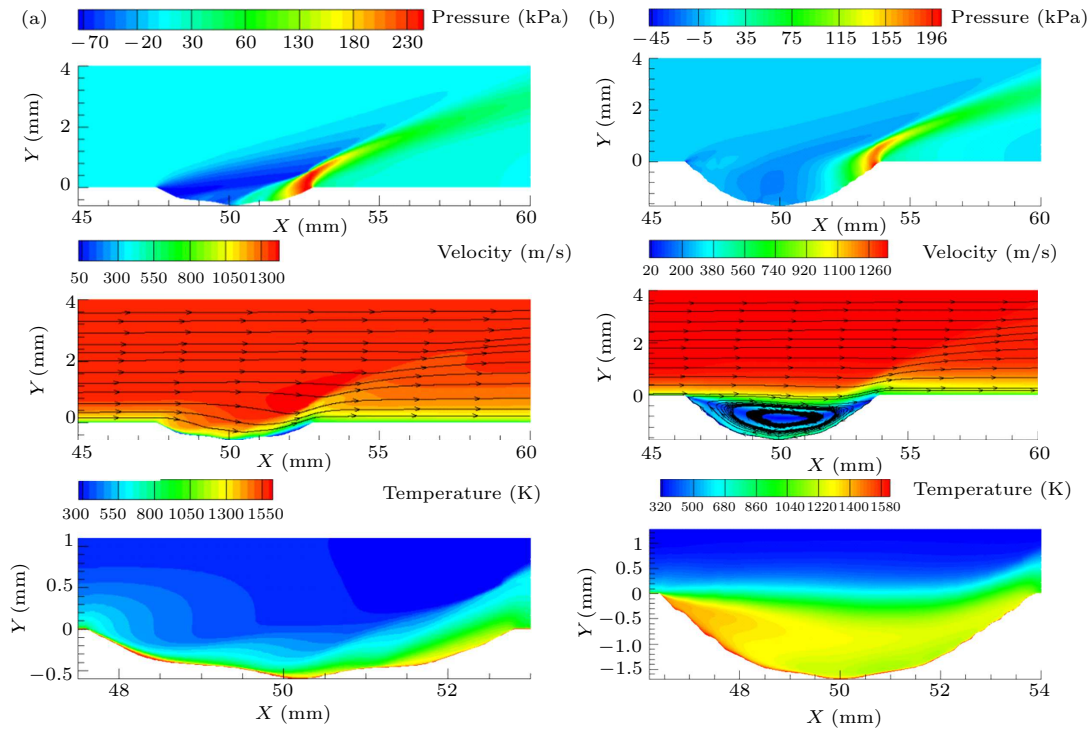 (a) Pressure (kPa)
−70 −20 30 60 130 180 230
4
2
0
Y (mm)
45 50 55 60
X (mm)
Velocity (m/s)
50 300 550 800 1050 1300
4
2
0
Y (mm)
45 50 55 60
X (mm)
Temperature (K)
300 550 800 1050 1300 1550
1
0.5
0
−0.5
Y (mm)
48 50 52
X (mm)
(b) Pressure (kPa)
−45 −5 35 75 115 155 196
4
2
0
Y (mm)
45 50 55 60
X (mm)
Velocity (m/s)
20 200 380 560 740 920 1100 1260
4
2
0
Y (mm)
45 50 55 60
X (mm)
Temperature (K)
320 520 680 860 1040 1220 1400 1580
1
0.5
0
−0.5
−1.0
−1.5
Y (mm)
48 50 52 54
X (mm)